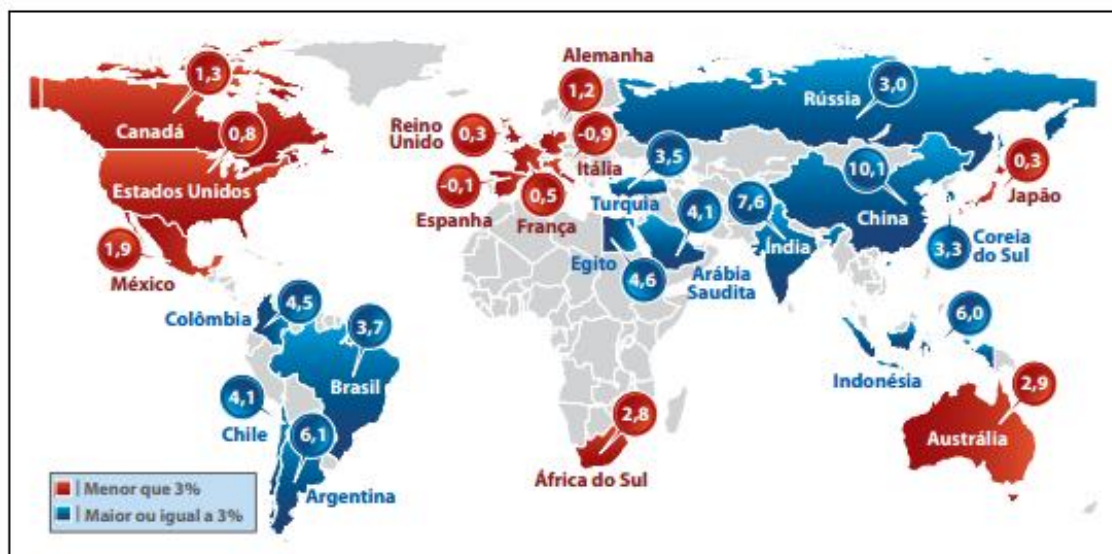 1,3
Canadá
0,8
Estados Unidos
1,9
México
Alemanha
1,2
Reino
Unido
0,3
-0,9
Itália
-0,1
Espanha
0,5
França
3,5
Turquia
Rússia
3,0
10,1
China
0,3
Japão
7,6
Índia
4,1
Arábia
Saudita
Egito
4,6
3,3
Coreia
do Sul
Colômbia
4,5
3,7
Brasil
4,1
Chile
6,1
Argentina
6,0
Indonésia
2,8
África do Sul
2,9
Austrália
Menor que 3%
Maior ou igual a 3%